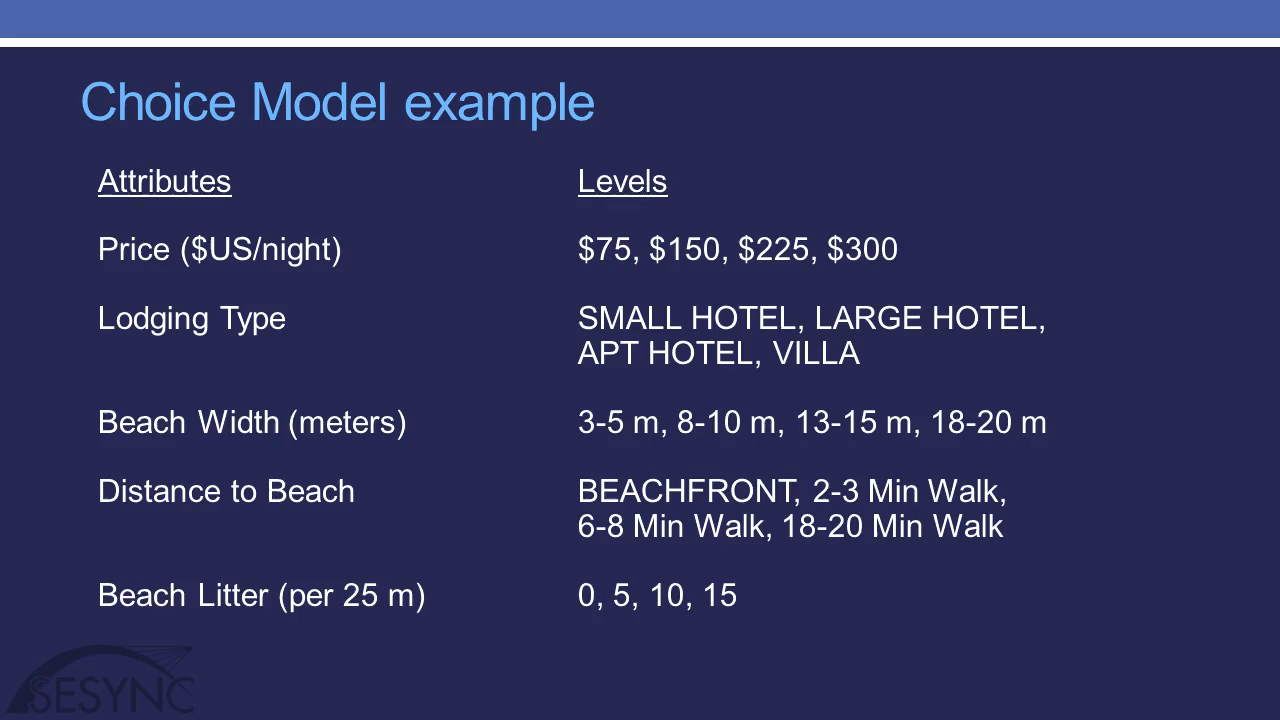 Choice Model example
Attributes
Levels
Price ($US/night)
$75, $150, $225, $300
Lodging Type
SMALL HOTEL, LARGE HOTEL,
APT HOTEL, VILLA
Beach Width (meters)
3-5 m, 8-10 m, 13-15 m, 18-20 m
Distance to Beach
BEACHFRONT, 2-3 Min Walk,
6-8 Min Walk, 18-20 Min Walk
Beach Litter (per 25 m)
0, 5, 10, 15
SESYNC